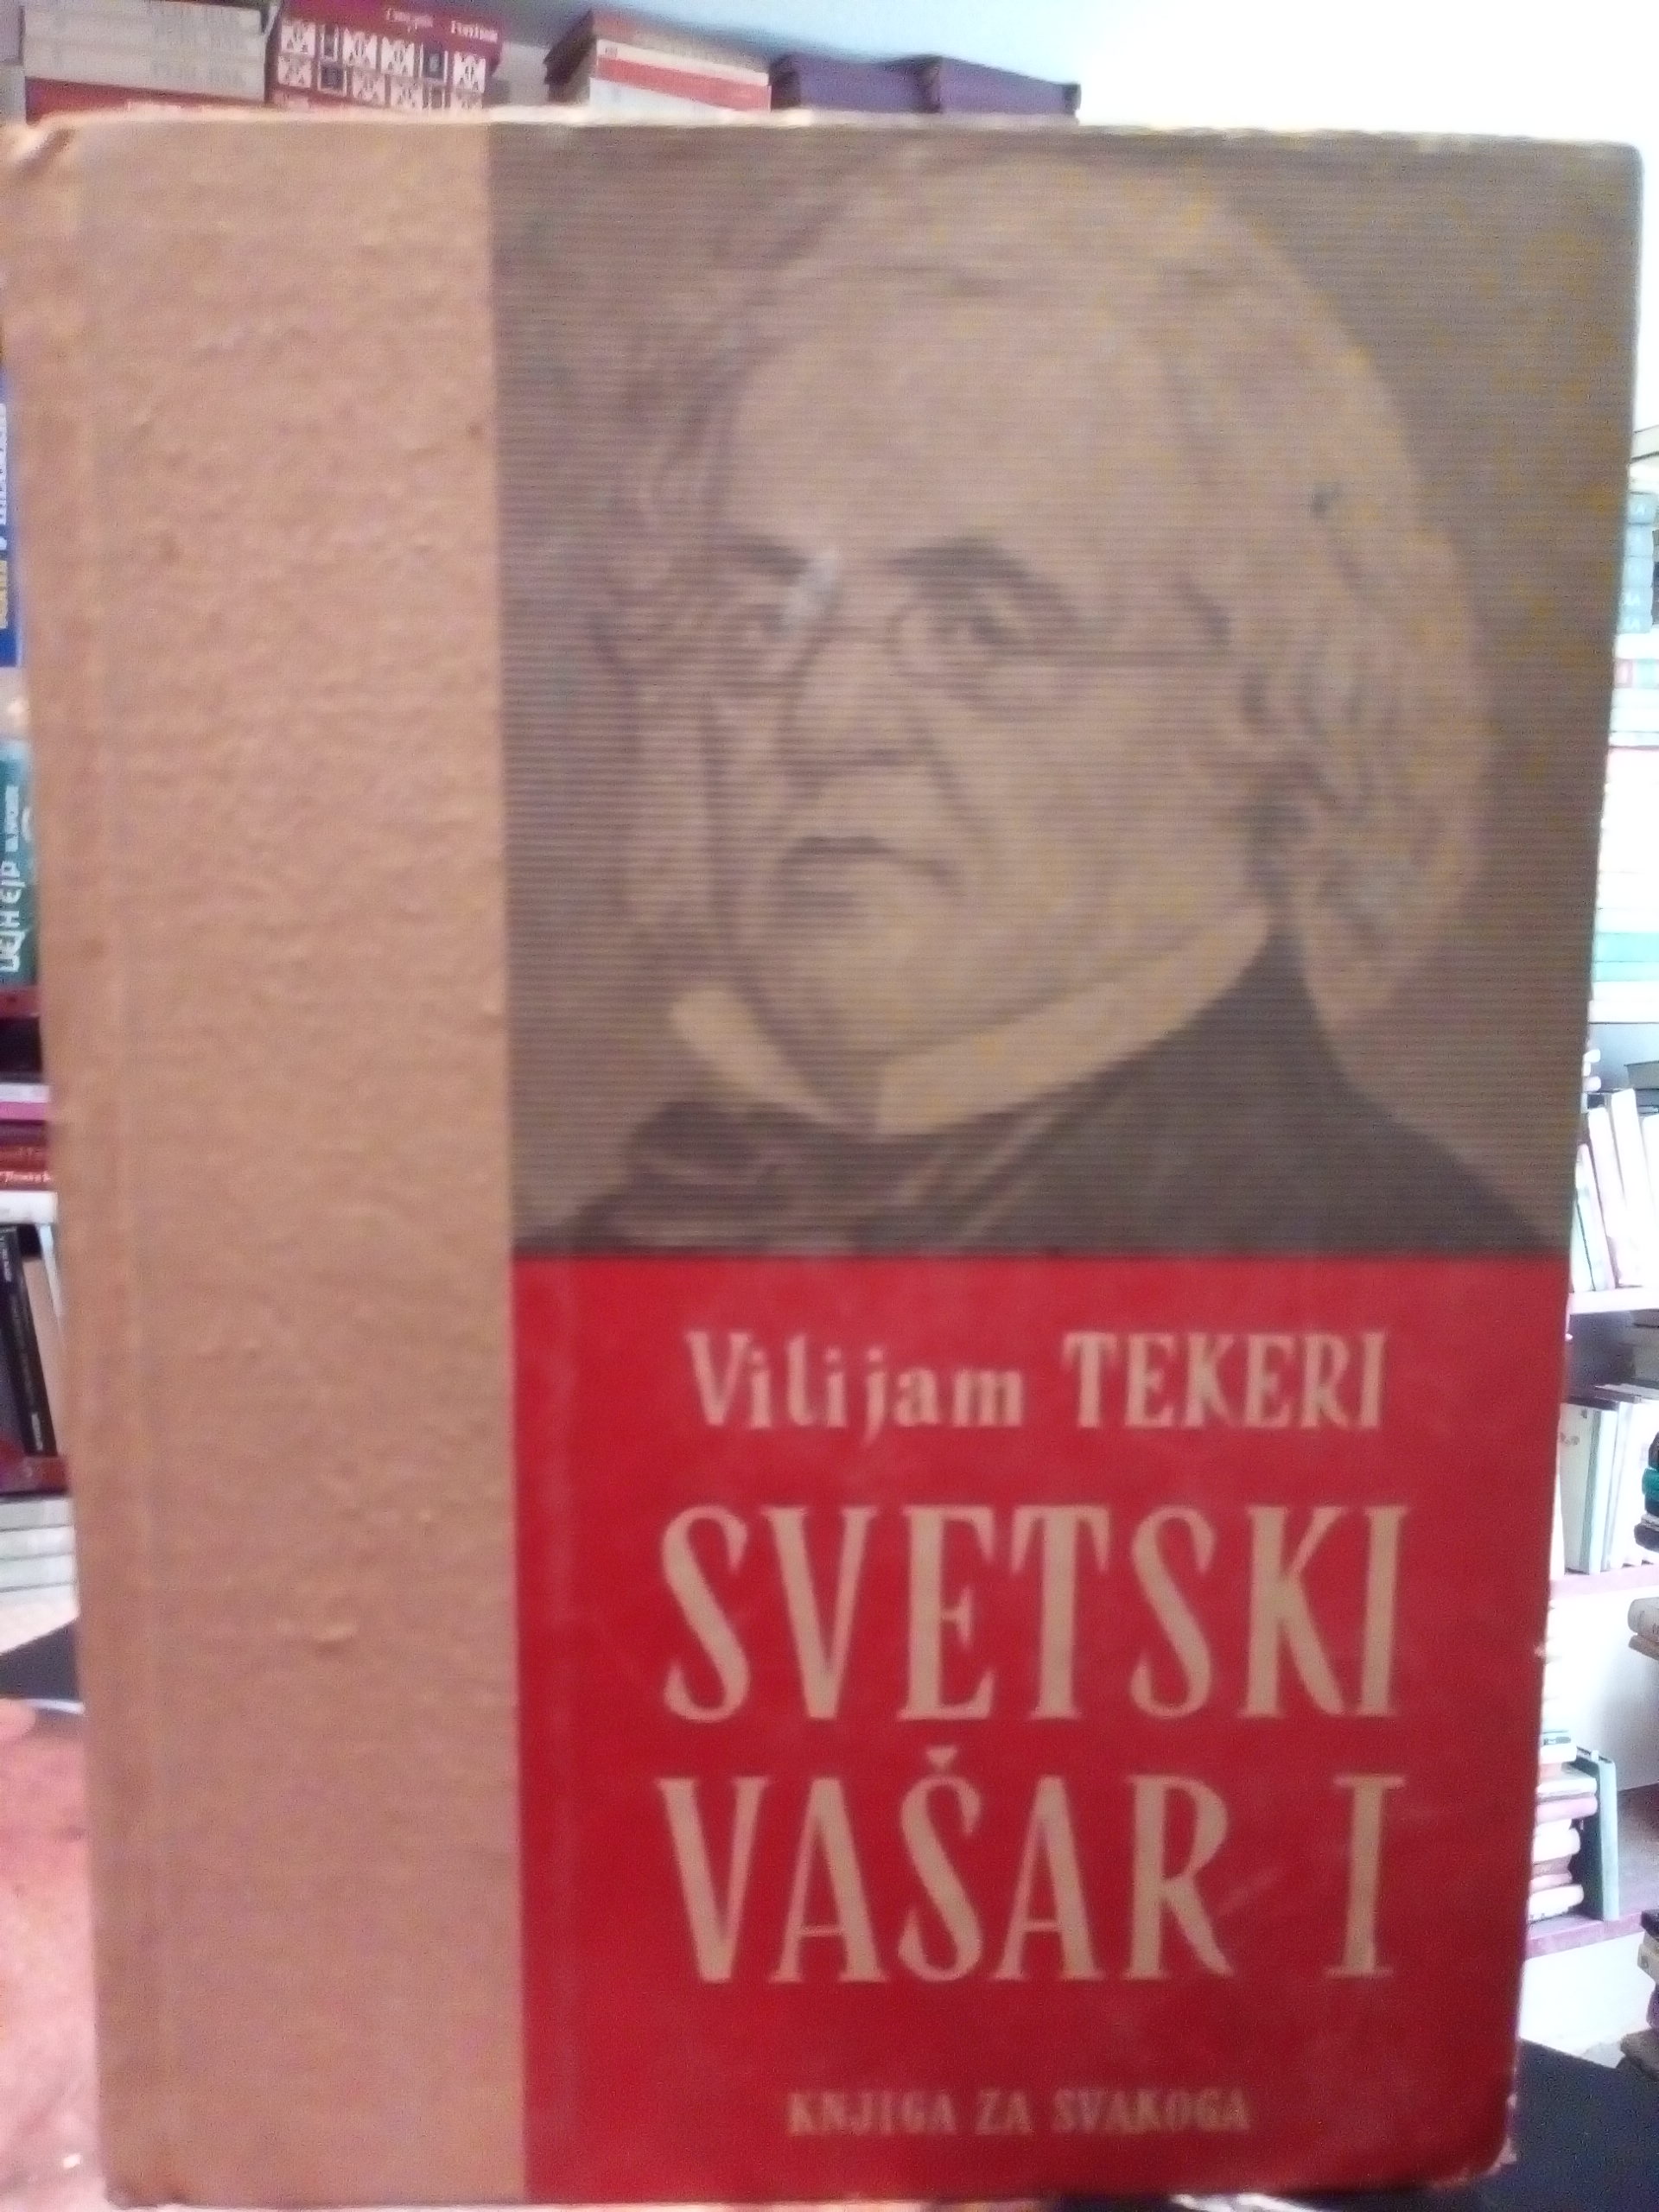 Vilijam TEKERI
SVETSKI
VAŠAR I
KNJIGA ZA SVAKOGA